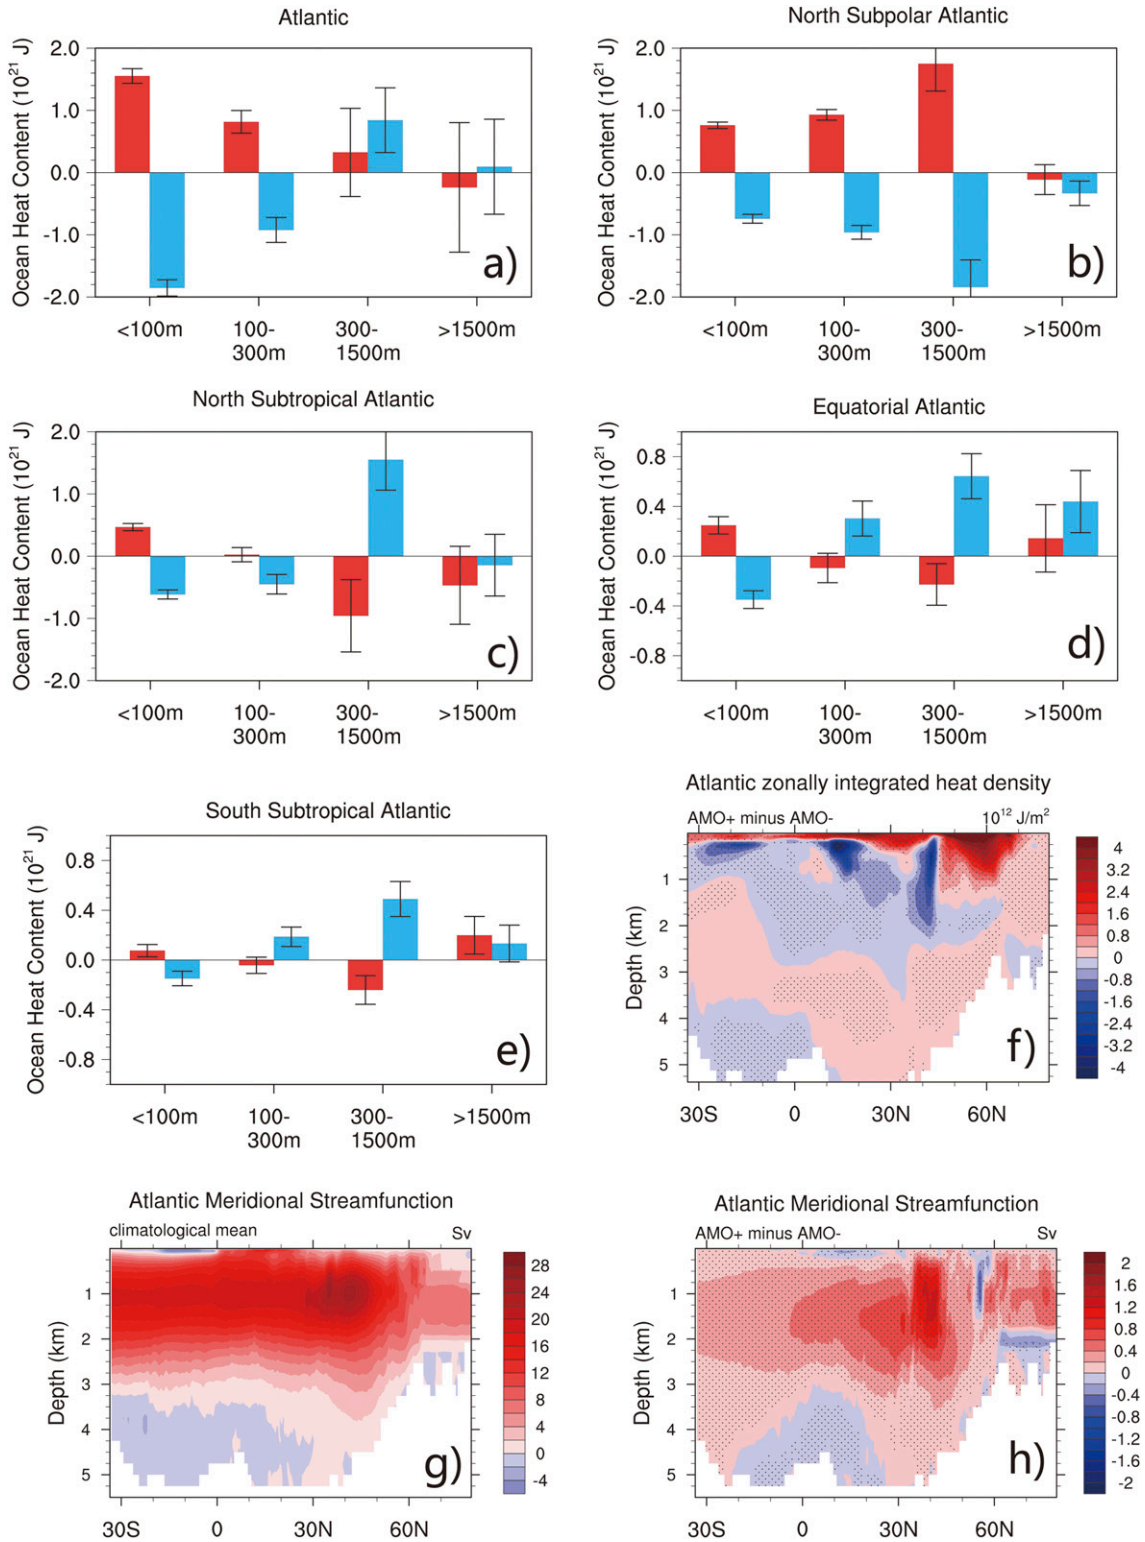 Atlantic
Ocean Heat Content (10²¹ J)
2.0
1.0
0.0
-1.0
-2.0
a)
<100m
100-
300m
300-
1500m
>1500m
North Subpolar Atlantic
Ocean Heat Content (10²¹ J)
2.0
1.0
0.0
-1.0
-2.0
b)
<100m
100-
300m
300-
1500m
>1500m
North Subtropical Atlantic
Ocean Heat Content (10²¹ J)
2.0
1.0
0.0
-1.0
-2.0
c)
<100m
100-
300m
300-
1500m
>1500m
Equatorial Atlantic
Ocean Heat Content (10²¹ J)
0.8
0.4
0.0
-0.4
-0.8
d)
<100m
100-
300m
300-
1500m
>1500m
South Subtropical Atlantic
Ocean Heat Content (10²¹ J)
0.8
0.4
0.0
-0.4
-0.8
e)
<100m
100-
300m
300-
1500m
>1500m
Atlantic zonally integrated heat density
AMO+ minus AMO- 10¹² J/m²
Depth (km)
1
2
3
4
5
30S 0 30N 60N
f)
4
3.2
2.4
1.6
0.8
0
-0.8
-1.6
-2.4
-3.2
-4
Atlantic Meridional Streamfunction
climatological mean Sv
Depth (km)
1
2
3
4
5
30S 0 30N 60N
g)
28
24
20
16
12
8
4
0
-4
Atlantic Meridional Streamfunction
AMO+ minus AMO- Sv
Depth (km)
1
2
3
4
5
30S 0 30N 60N
h)
2
1.6
1.2
0.8
0.4
0
-0.4
-0.8
-1.2
-1.6
-2